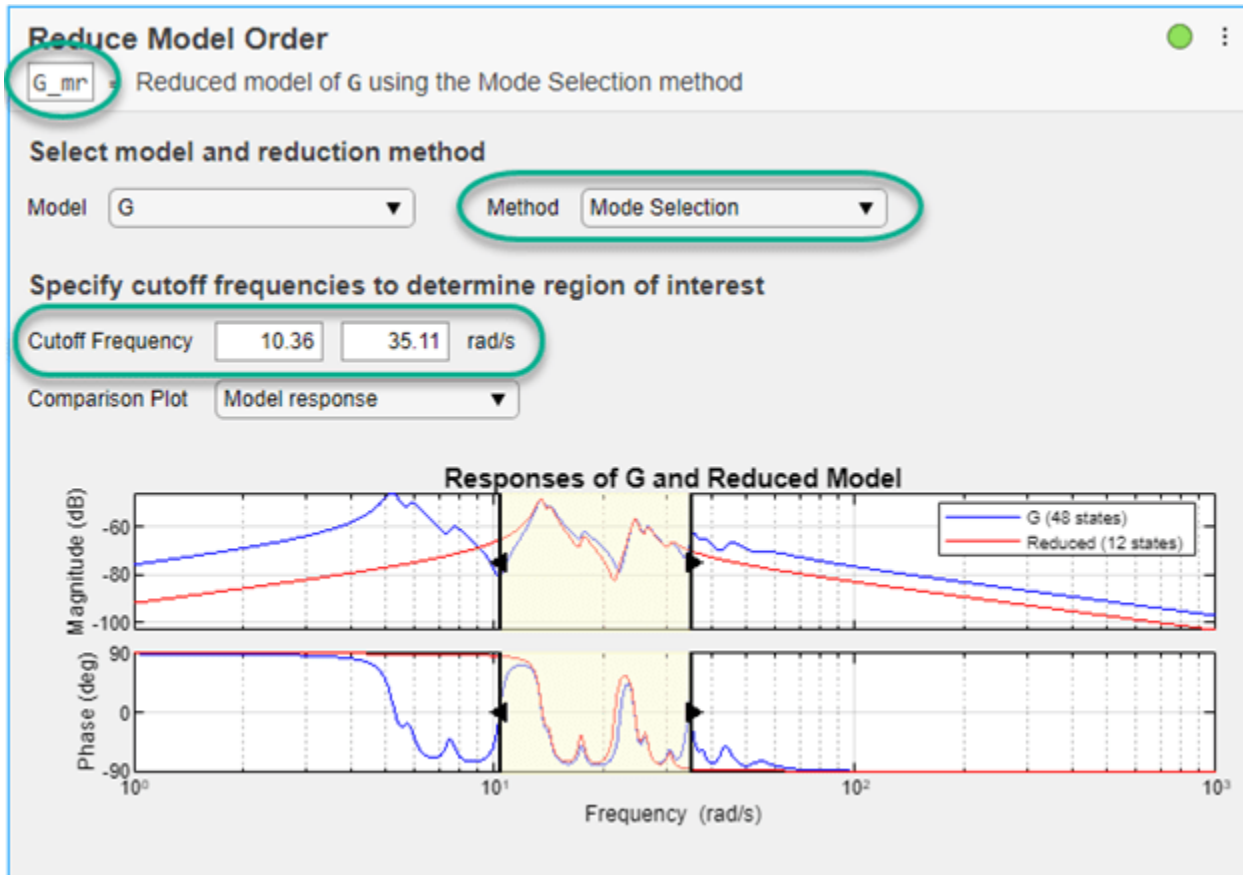 Reduce Model Order
G_mr = Reduced model of G using the Mode Selection method
Select model and reduction method
Model G Method Mode Selection
Specify cutoff frequencies to determine region of interest
Cutoff Frequency 10.36 35.11 rad/s
Comparison Plot Model response
Responses of G and Reduced Model
Magnitude (dB)
-60
-80
-100
G (48 states)
Reduced (12 states)
Phase (deg)
90
0
-90
10⁰ 10¹ 10² 10³
Frequency (rad/s)